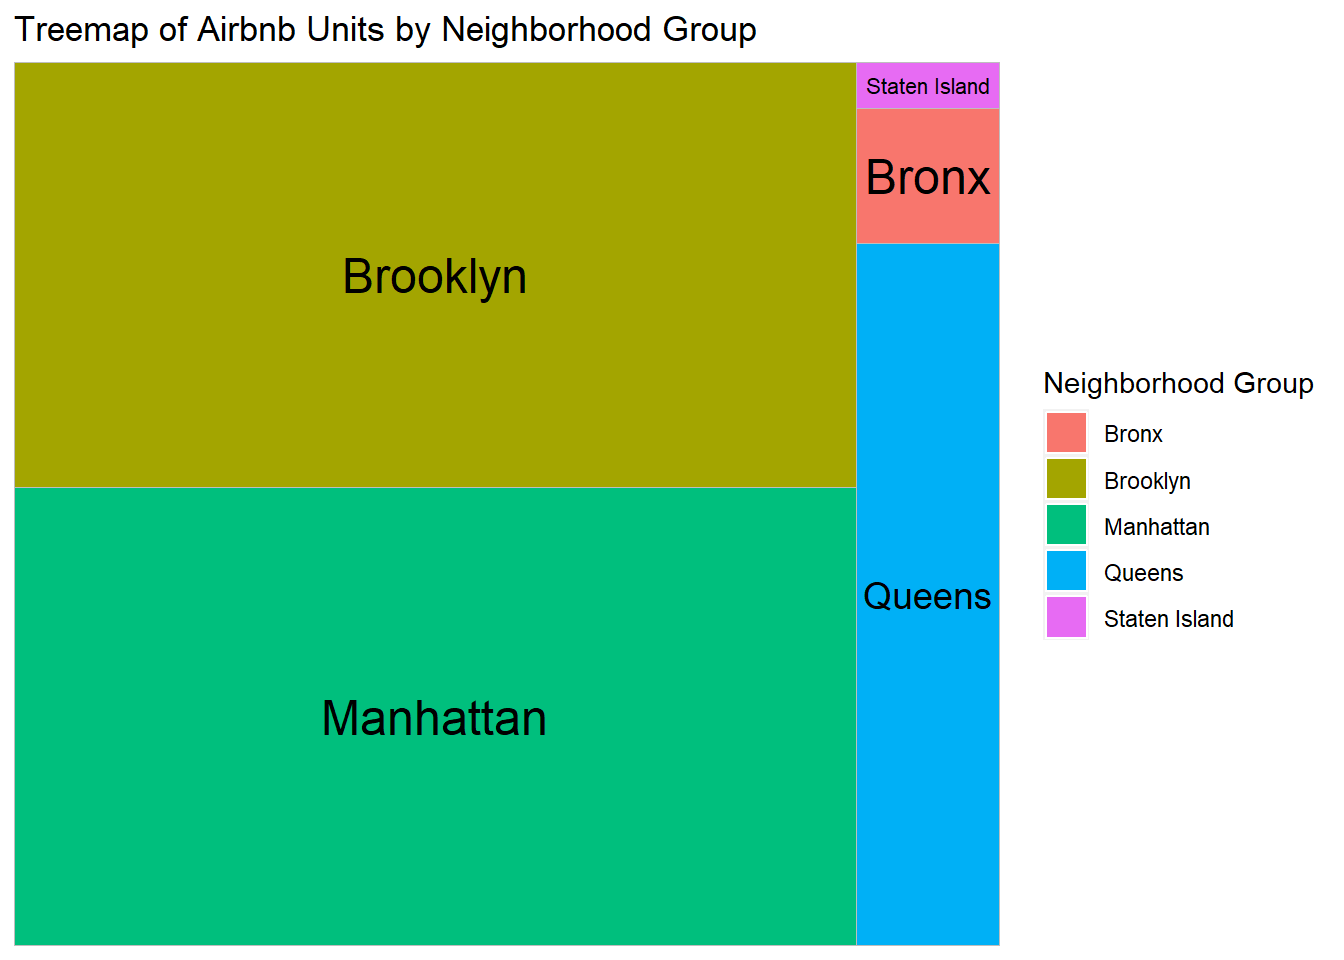 Treemap of Airbnb Units by Neighborhood Group
Staten Island
Bronx
Brooklyn
Queens
Manhattan
Neighborhood Group
Bronx
Brooklyn
Manhattan
Queens
Staten Island